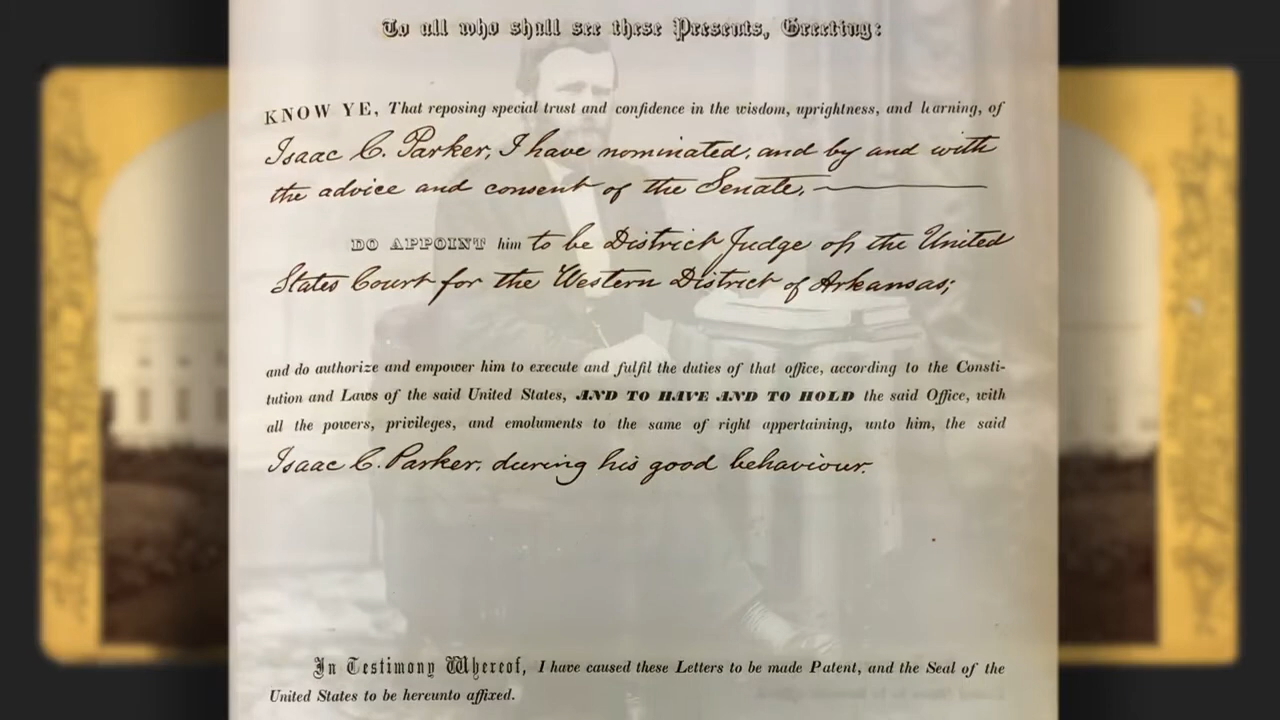 To all who shall see these Presents, Greeting:
KNOW YE, That reposing special trust and confidence in the wisdom, uprightness, and learning, of
Isaac C. Parker, I have nominated, and by and with
the advice and consent of the Senate,
DO APPOINT him to be District Judge of the United
States Court for the Western District of Arkansas;
and do authorize and empower him to execute and fulfil the duties of that office, according to the Consti-
tution and Laws of the said United States, AND TO HAVE AND TO HOLD the said Office, with
all the powers, privileges, and emoluments to the same of right appertaining, unto him, the said
Isaac C. Parker, during his good behaviour.
In Testimony Whereof, I have caused these Letters to be made Patent, and the Seal of the
United States to be hereunto affixed.